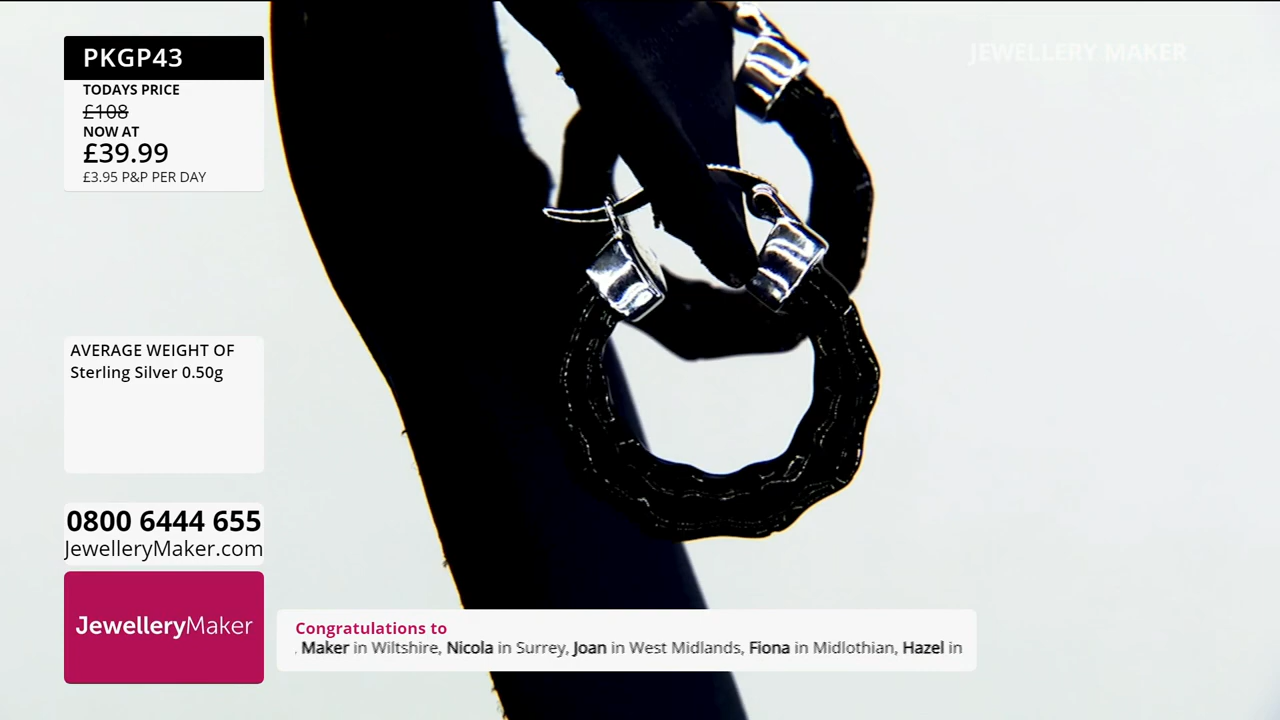 PKGP43
TODAYS PRICE
£108
NOW AT
£39.99
£3.95 P&P PER DAY
JEWELLERY MAKER
AVERAGE WEIGHT OF
Sterling Silver 0.50g
0800 6444 655
JewelleryMaker.com
JewelleryMaker
Congratulations to
. Maker in Wiltshire, Nicola in Surrey, Joan in West Midlands, Fiona in Midlothian, Hazel in